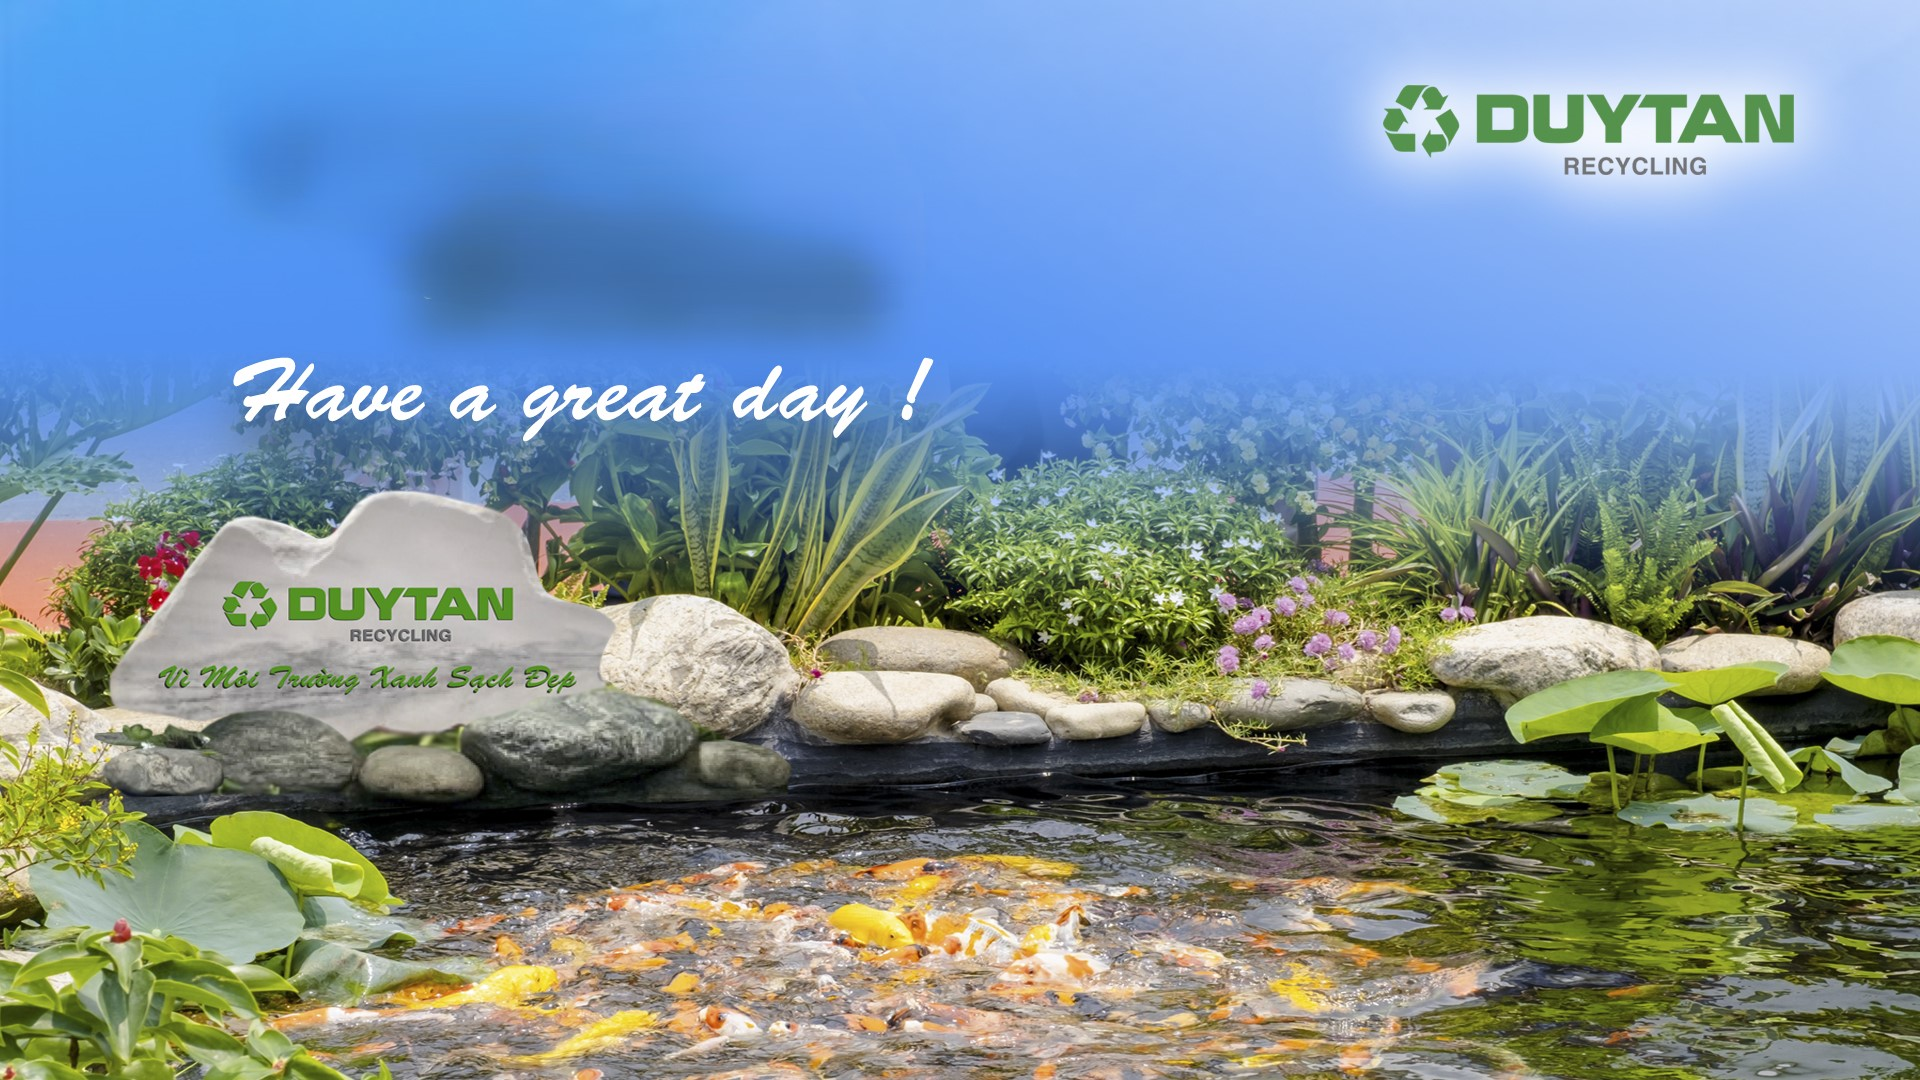 DUYTAN
RECYCLING
Have a great day !
DUYTAN
RECYCLING
Vì Môi Trường Xanh Sạch Đẹp